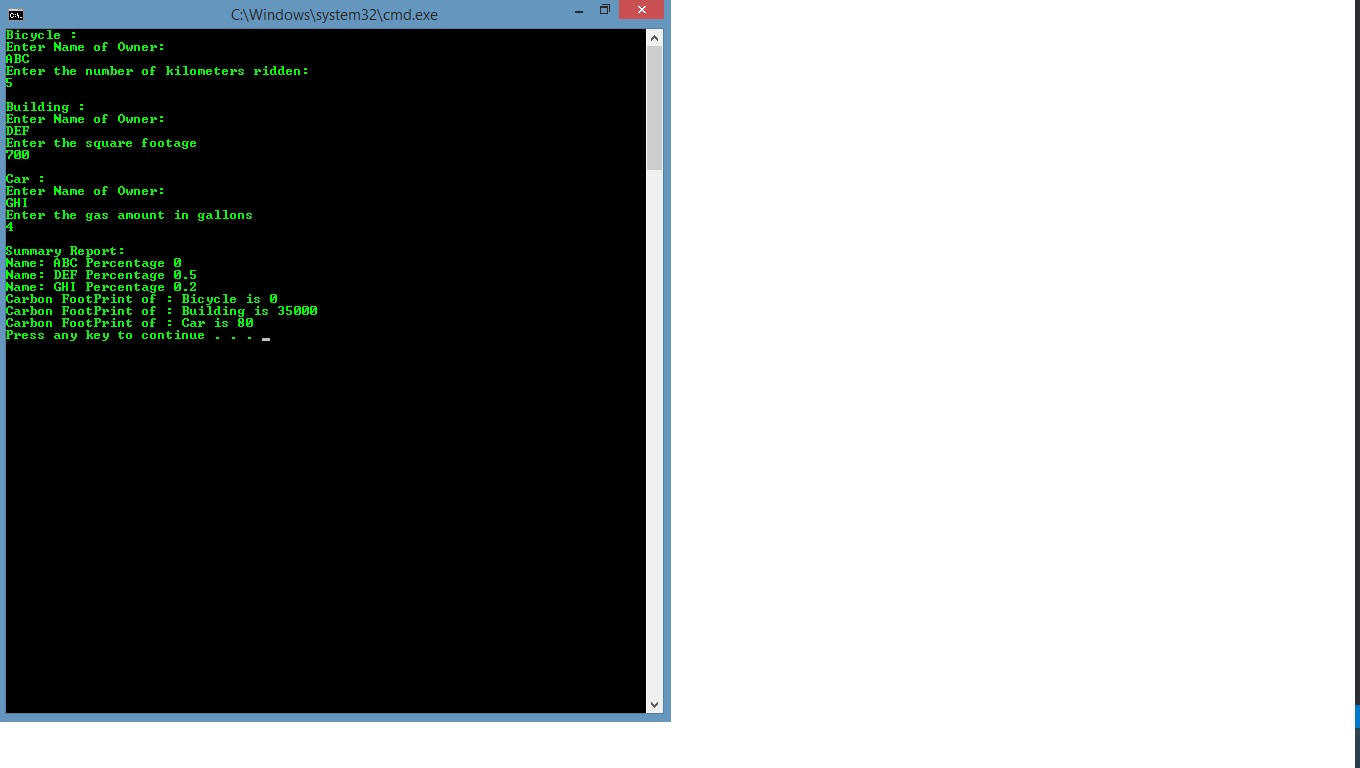 C:\Windows\system32\cmd.exe
Bicycle :
Enter Name of Owner:
ABC
Enter the number of kilometers ridden:
5
Building :
Enter Name of Owner:
DEF
Enter the square footage
700
Car :
Enter Name of Owner:
GHI
Enter the gas amount in gallons
4
Summary Report:
Name: ABC Percentage 0
Name: DEF Percentage 0.5
Name: GHI Percentage 0.2
Carbon FootPrint of : Bicycle is 0
Carbon FootPrint of : Building is 35000
Carbon FootPrint of : Car is 80
Press any key to continue . . . _